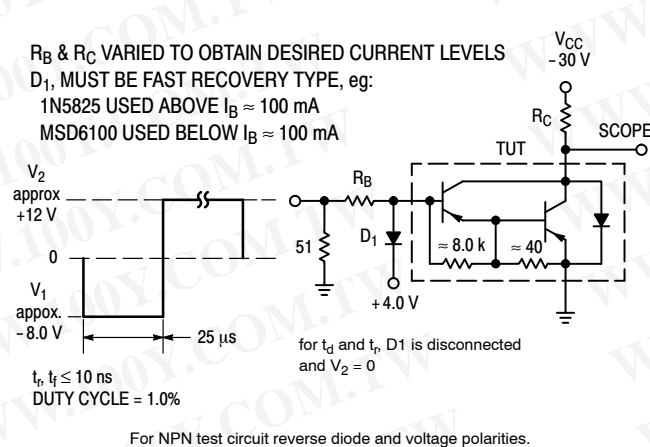 R_B & R_C VARIED TO OBTAIN DESIRED CURRENT LEVELS
D_1, MUST BE FAST RECOVERY TYPE, eg:
1N5825 USED ABOVE I_B ≈ 100 mA
MSD6100 USED BELOW I_B ≈ 100 mA
V_CC
- 30 V
R_C
SCOPE
TUT
V_2
approx
+12 V
0
V_1
appox.
- 8.0 V
25 μs
R_B
51
D_1
+ 4.0 V
≈ 8.0 k
≈ 40
t_r, t_f ≤ 10 ns
DUTY CYCLE = 1.0%
for t_d and t_r, D1 is disconnected
and V_2 = 0
For NPN test circuit reverse diode and voltage polarities.
WWW.100Y.COM.TW